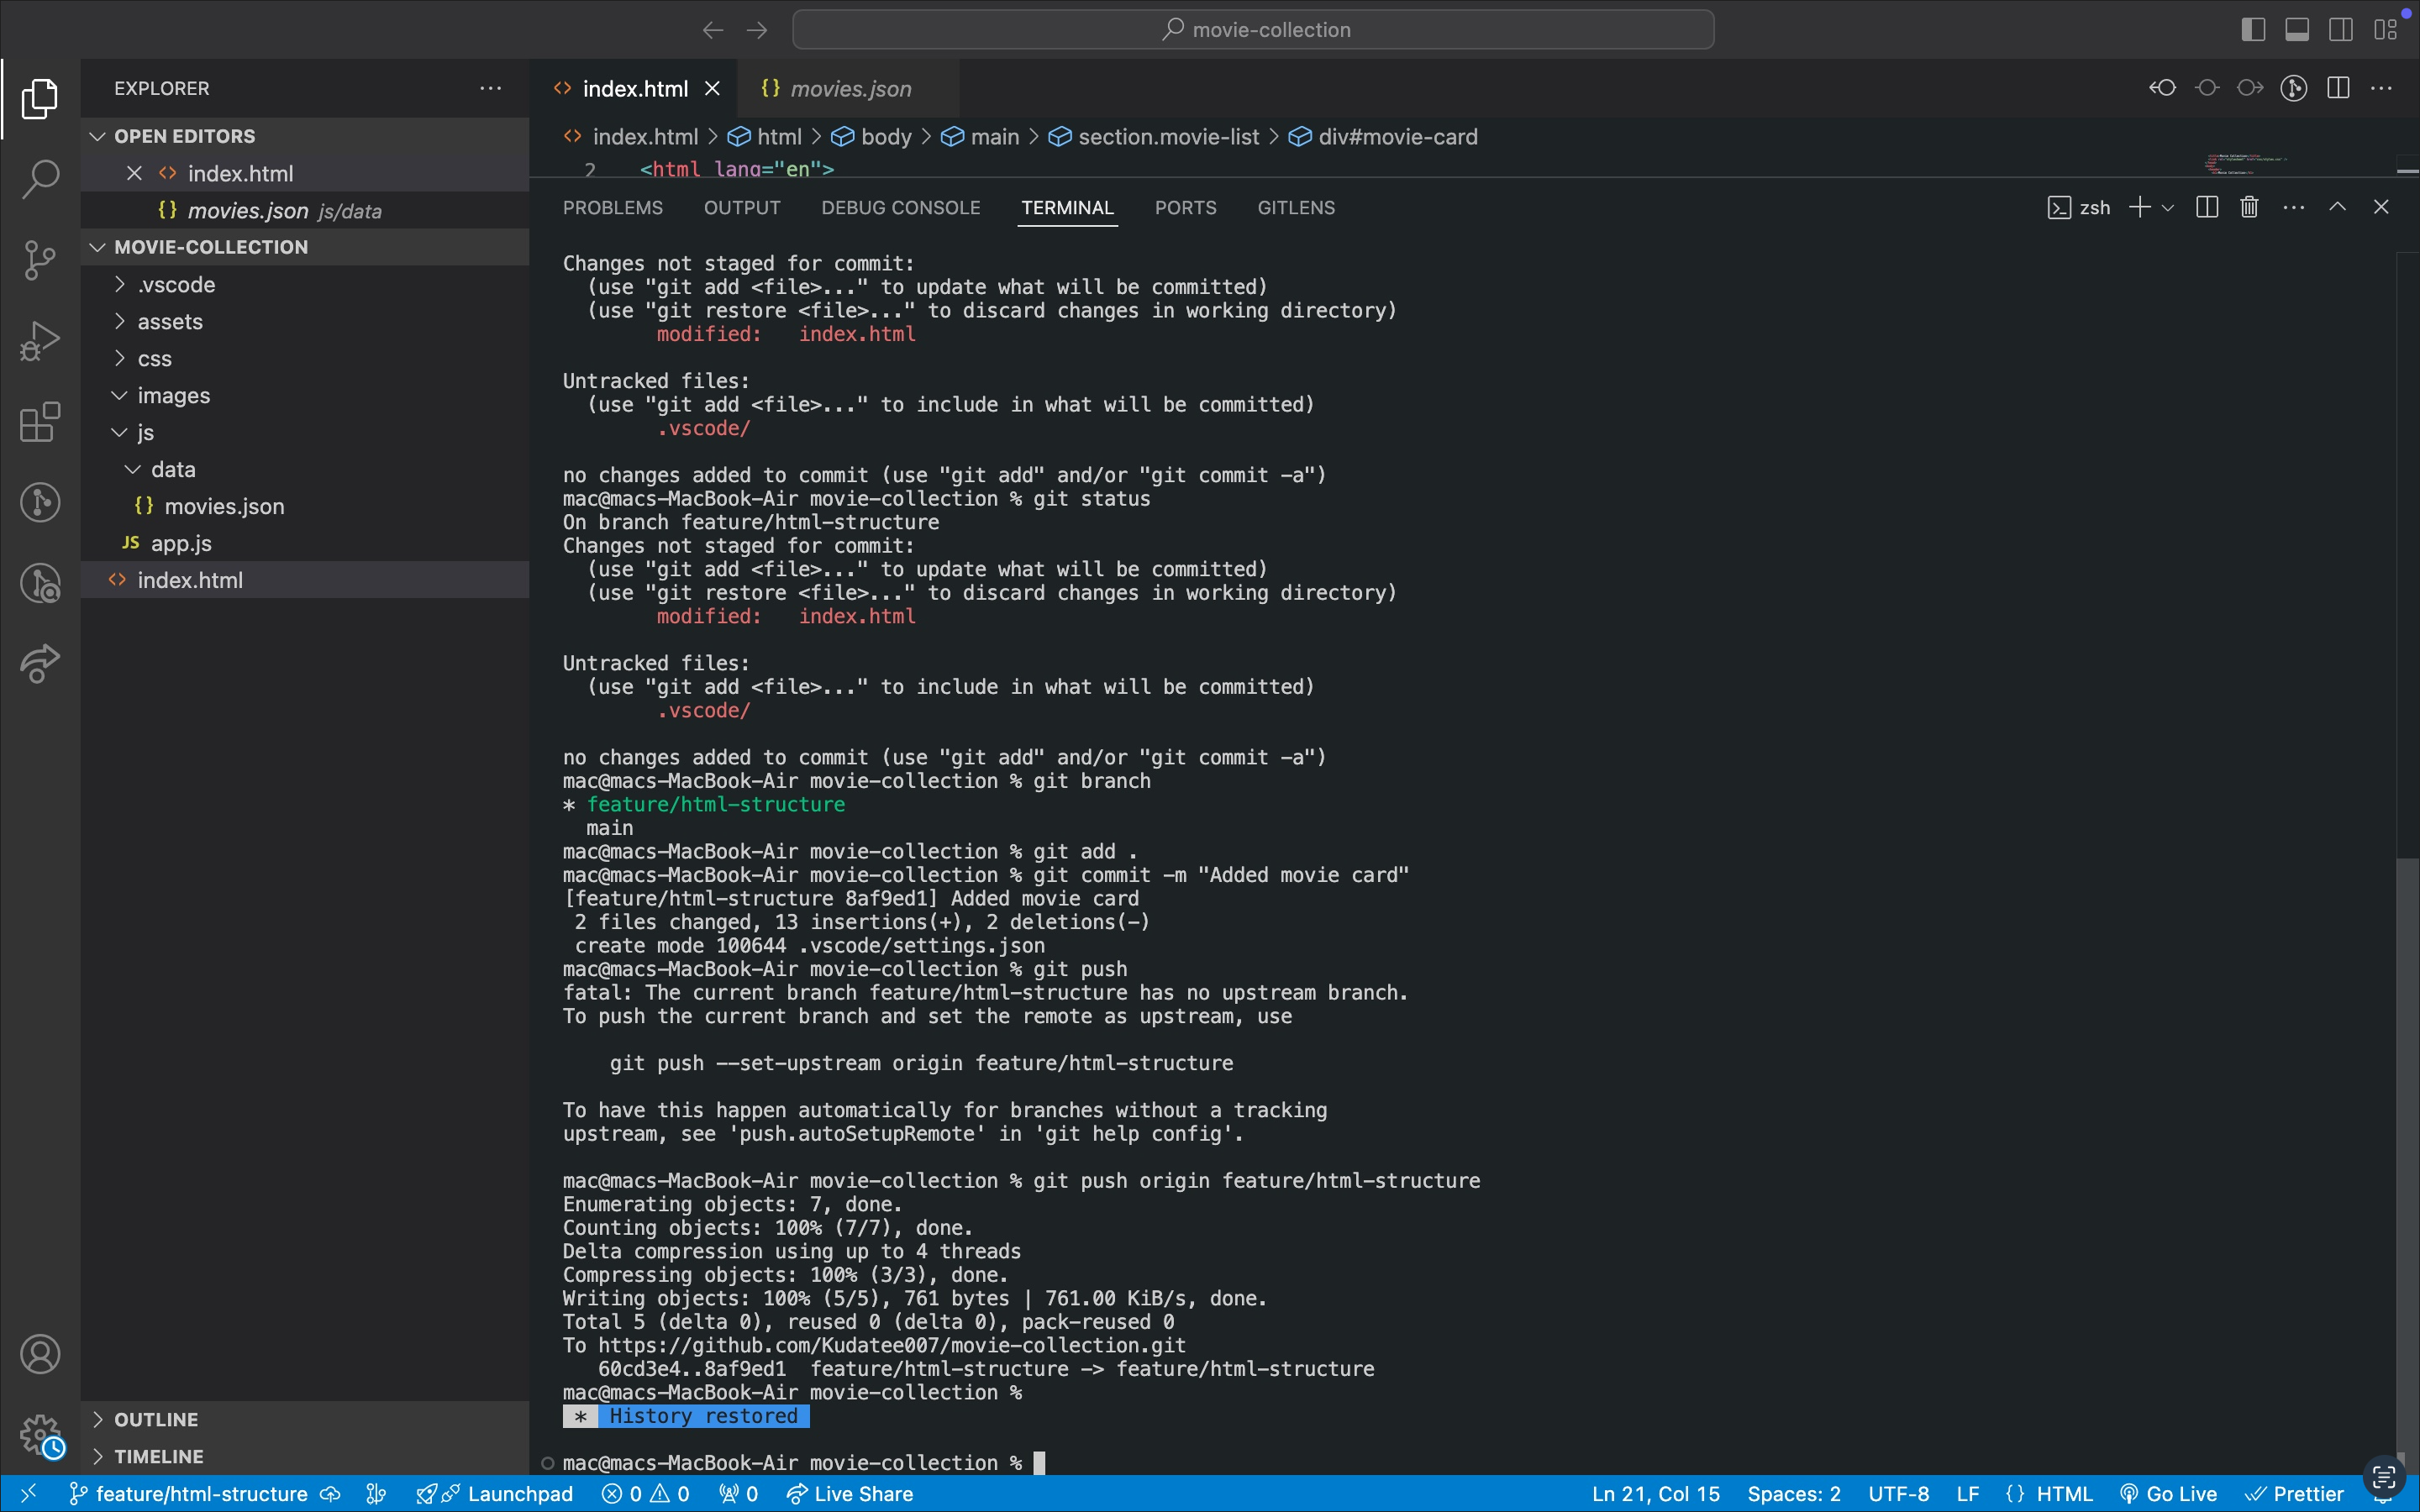 movie-collection
EXPLORER
OPEN EDITORS
index.html
movies.json js/data
MOVIE-COLLECTION
.vscode
assets
css
images
js
data
{} movies.json
JS app.js
<> index.html
OUTLINE
TIMELINE
<> index.html
{} movies.json
<> index.html > html > body > main > section.movie-list > div#movie-card
2 <html lang="en">
PROBLEMS OUTPUT DEBUG CONSOLE TERMINAL PORTS GITLENS
zsh
Changes not staged for commit:
(use "git add <file>..." to update what will be committed)
(use "git restore <file>..." to discard changes in working directory)
modified: index.html
Untracked files:
(use "git add <file>..." to include in what will be committed)
.vscode/
no changes added to commit (use "git add" and/or "git commit -a")
mac@macs-MacBook-Air movie-collection % git status
On branch feature/html-structure
Changes not staged for commit:
(use "git add <file>..." to update what will be committed)
(use "git restore <file>..." to discard changes in working directory)
modified: index.html
Untracked files:
(use "git add <file>..." to include in what will be committed)
.vscode/
no changes added to commit (use "git add" and/or "git commit -a")
mac@macs-MacBook-Air movie-collection % git branch
* feature/html-structure
main
mac@macs-MacBook-Air movie-collection % git add .
mac@macs-MacBook-Air movie-collection % git commit -m "Added movie card"
[feature/html-structure 8af9ed1] Added movie card
2 files changed, 13 insertions(+), 2 deletions(-)
create mode 100644 .vscode/settings.json
mac@macs-MacBook-Air movie-collection % git push
fatal: The current branch feature/html-structure has no upstream branch.
To push the current branch and set the remote as upstream, use
git push --set-upstream origin feature/html-structure
To have this happen automatically for branches without a tracking
upstream, see 'push.autoSetupRemote' in 'git help config'.
mac@macs-MacBook-Air movie-collection % git push origin feature/html-structure
Enumerating objects: 7, done.
Counting objects: 100% (7/7), done.
Delta compression using up to 4 threads
Compressing objects: 100% (3/3), done.
Writing objects: 100% (5/5), 761 bytes | 761.00 KiB/s, done.
Total 5 (delta 0), reused 0 (delta 0), pack-reused 0
To https://github.com/Kudatee007/movie-collection.git
60cd3e4..8af9ed1 feature/html-structure -> feature/html-structure
mac@macs-MacBook-Air movie-collection %
* History restored
mac@macs-MacBook-Air movie-collection %
feature/html-structure Launchpad 0 0 0 Live Share Ln 21, Col 15 Spaces: 2 UTF-8 LF {} HTML Go Live Prettier